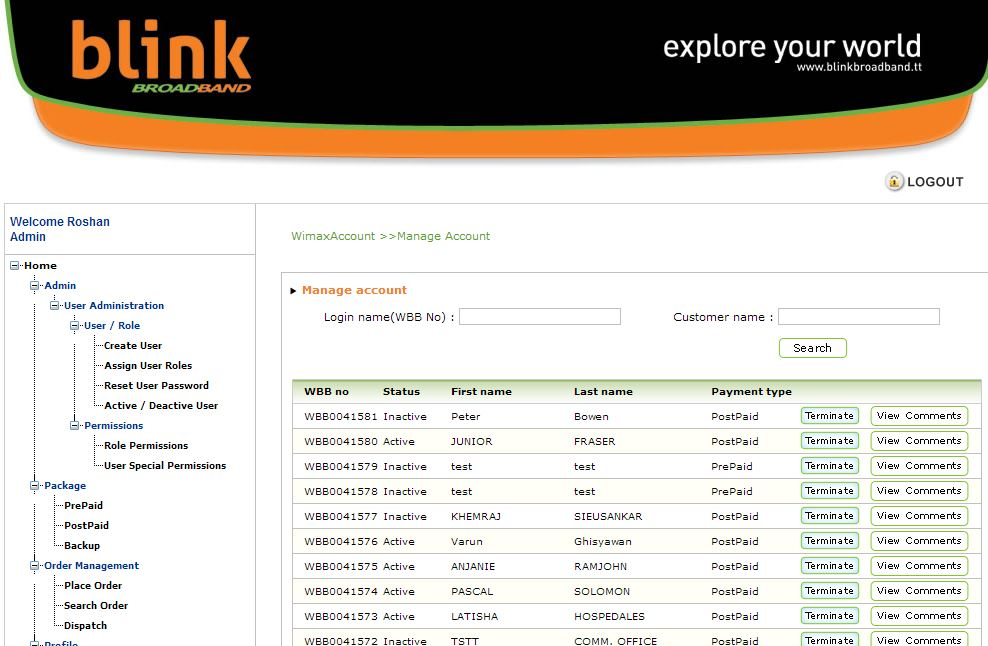 blink
BROADBAND
explore your world
www.blinkbroadband.tt
LOGOUT
Welcome Roshan
Admin
Home
Admin
User Administration
User / Role
Create User
Assign User Roles
Reset User Password
Active / Deactive User
Permissions
Role Permissions
User Special Permissions
Package
PrePaid
PostPaid
Backup
Order Management
Place Order
Search Order
Dispatch
Profile
WimaxAccount >>Manage Account
Manage account
Login name(WBB No) : Customer name :
Search
WBB no Status First name Last name Payment type
WBB0041581 Inactive Peter Bowen PostPaid Terminate View Comments
WBB0041580 Active JUNIOR FRASER PostPaid Terminate View Comments
WBB0041579 Inactive test test PrePaid Terminate View Comments
WBB0041578 Inactive test test PrePaid Terminate View Comments
WBB0041577 Inactive KHEMRAJ SIEUSANKAR PostPaid Terminate View Comments
WBB0041576 Active Varun Ghisyawan PostPaid Terminate View Comments
WBB0041575 Active ANJANIE RAMJOHN PostPaid Terminate View Comments
WBB0041574 Active PASCAL SOLOMON PostPaid Terminate View Comments
WBB0041573 Active LATISHA HOSPEDALES PostPaid Terminate View Comments
WBB0041572 Inactive TSTT COMM. OFFICE PostPaid Terminate View Comments